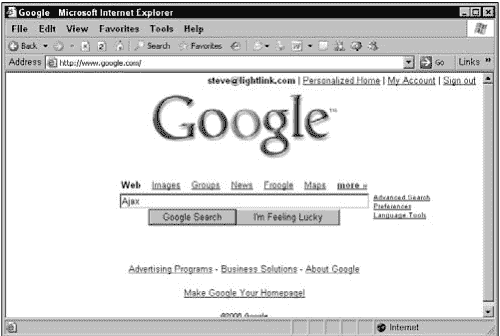 Google - Microsoft Internet Explorer
File Edit View Favorites Tools Help
Back Search Favorites
Address http://www.google.com/ Go Links »
steve@lightlink.com | Personalized Home | My Account | Sign out
Google™
Web Images Groups News Froogle Maps more »
Ajax
Advanced Search
Preferences
Language Tools
Google Search I'm Feeling Lucky
Advertising Programs - Business Solutions - About Google
Make Google Your Homepage!
Google
Internet